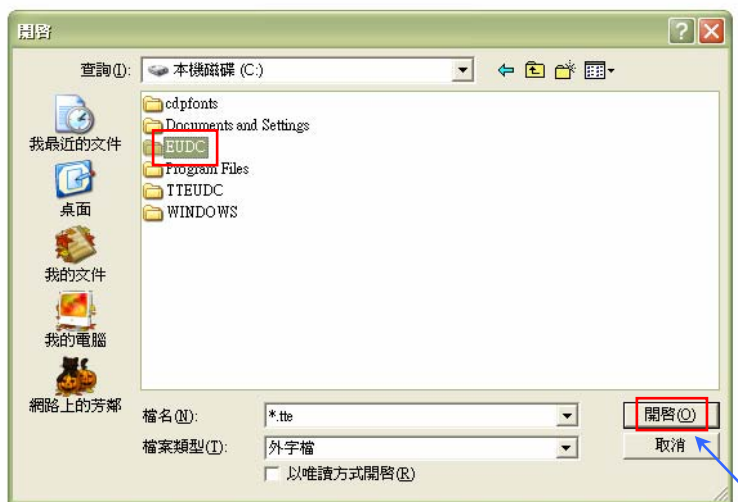 開啓
查詢(I):
本機磁碟 (C:)
cdpfonts
Documents and Settings
EUDC
Program Files
TTEUDC
WINDOWS
我最近的文件
桌面
我的文件
我的電腦
網路上的芳鄰
檔名(N):
*.tte
開啓(O)
檔案類型(T):
外字檔
取消
以唯讀方式開啓(R)